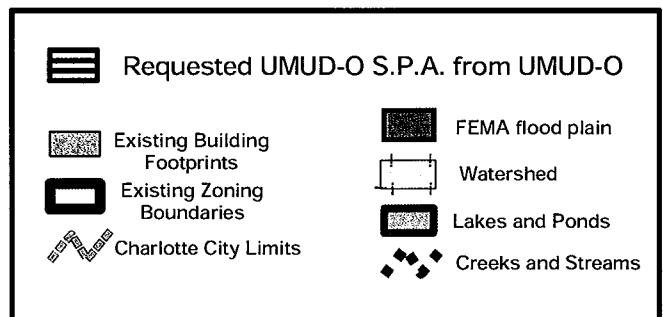 Requested UMUD-O S.P.A. from UMUD-O
Existing Building
Footprints
Existing Zoning
Boundaries
Charlotte City Limits
FEMA flood plain
Watershed
Lakes and Ponds
Creeks and Streams